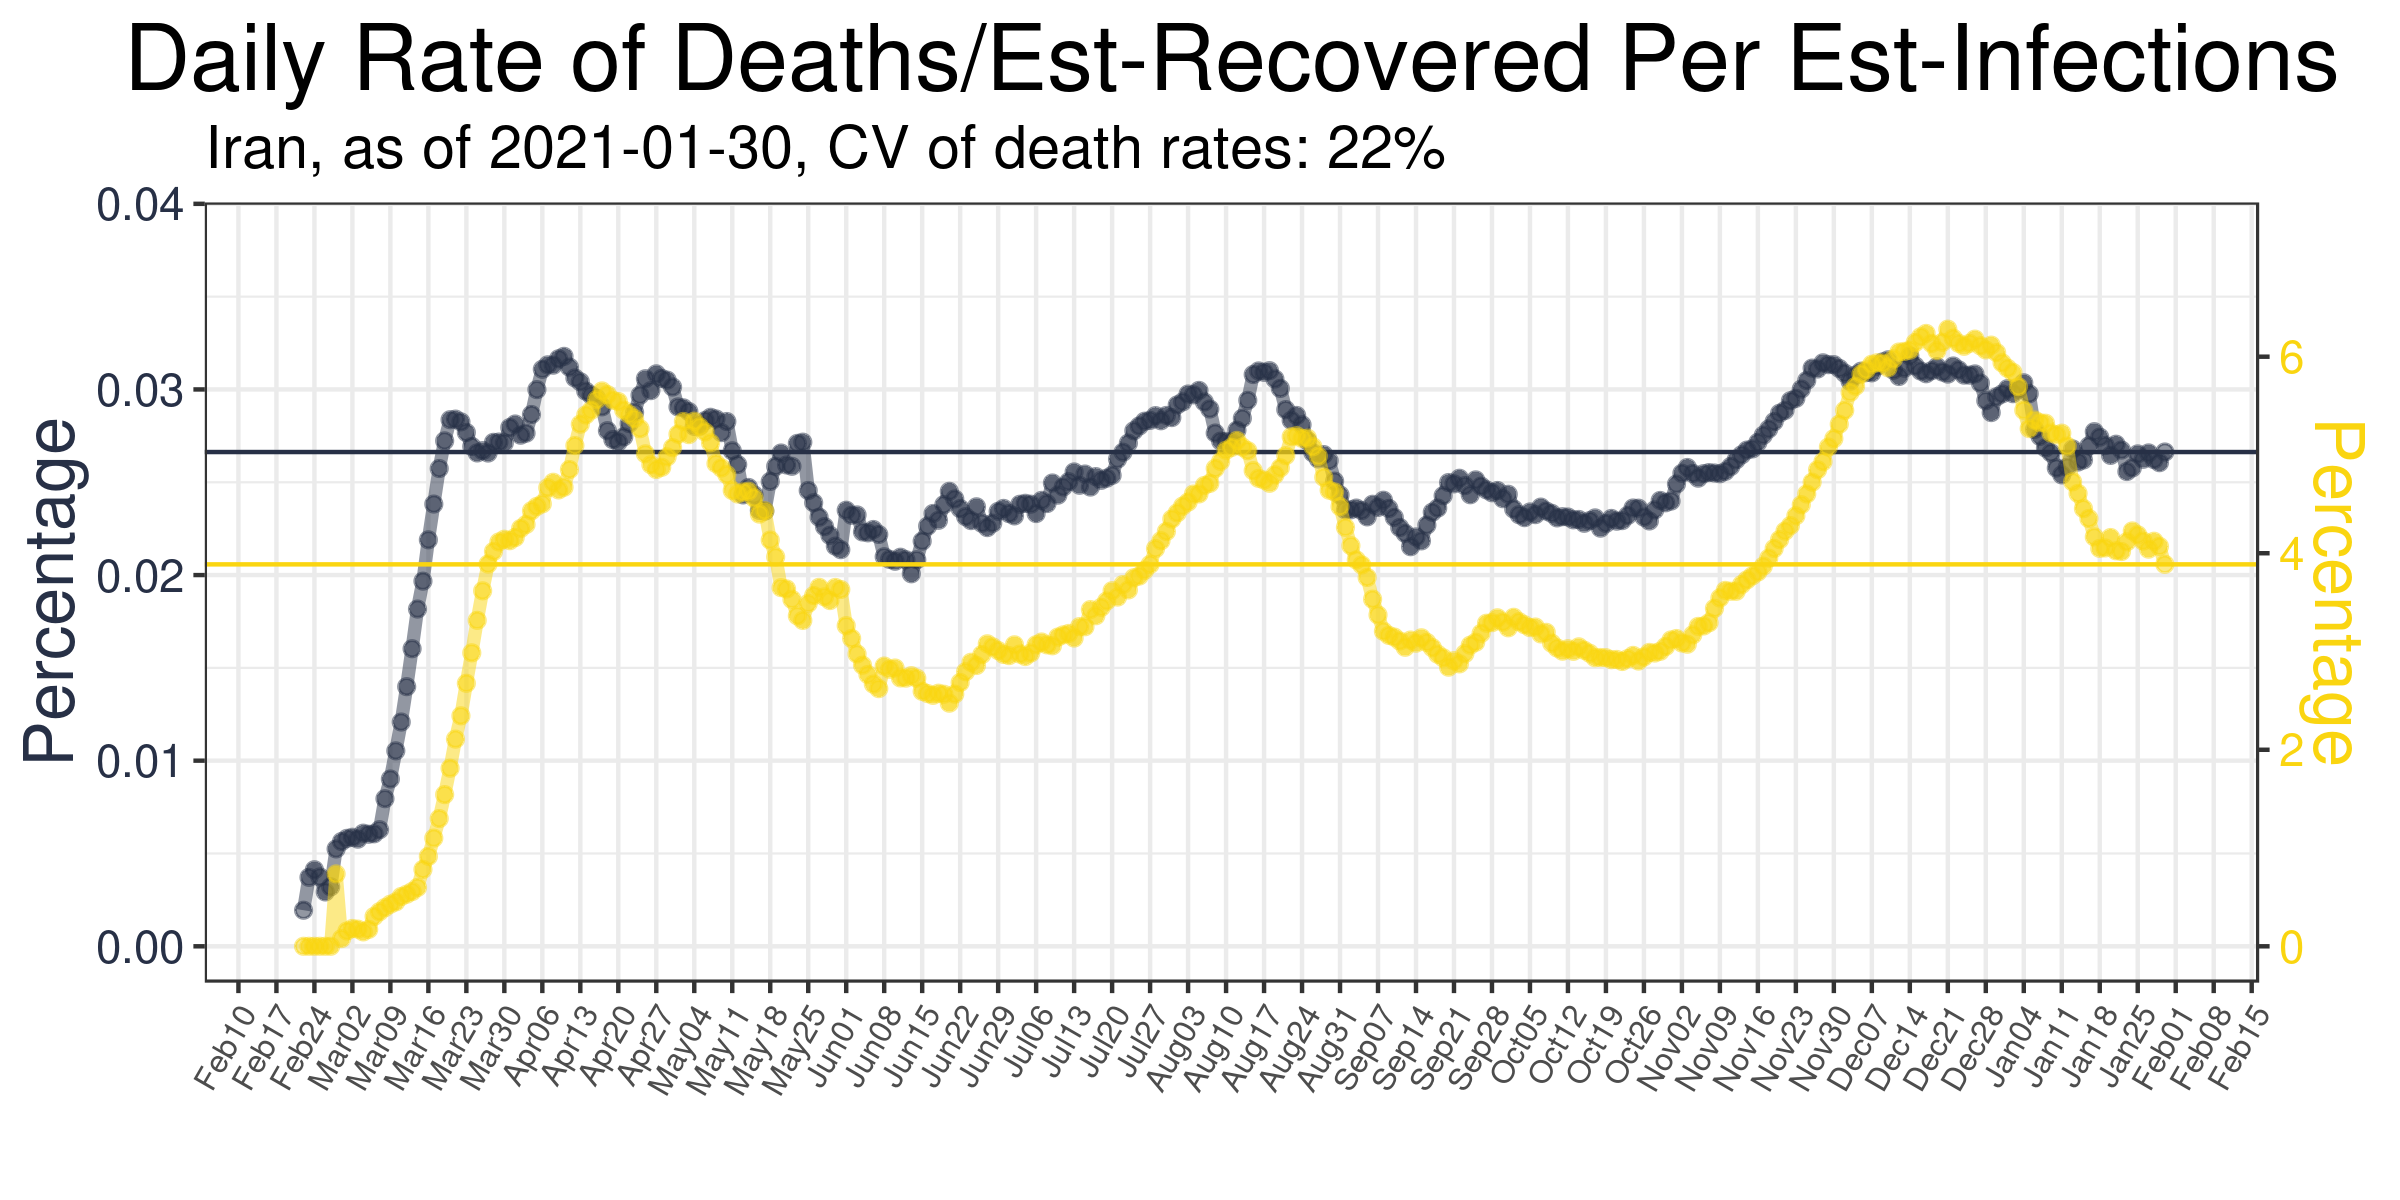 Daily Rate of Deaths/Est-Recovered Per Est-Infections
Iran, as of 2021-01-30, CV of death rates: 22%
Percentage
0.04
0.03
0.02
0.01
0.00
6
4
2
0
Percentage
Feb10
Feb17
Feb24
Mar02
Mar09
Mar16
Mar23
Mar30
Apr06
Apr13
Apr20
Apr27
May04
May11
May18
May25
Jun01
Jun08
Jun15
Jun22
Jun29
Jul06
Jul13
Jul20
Jul27
Aug03
Aug10
Aug17
Aug24
Aug31
Sep07
Sep14
Sep21
Sep28
Oct05
Oct12
Oct19
Oct26
Nov02
Nov09
Nov16
Nov23
Nov30
Dec07
Dec14
Dec21
Dec28
Dec04
Jan11
Jan18
Jan25
Feb01
Feb08
Feb15